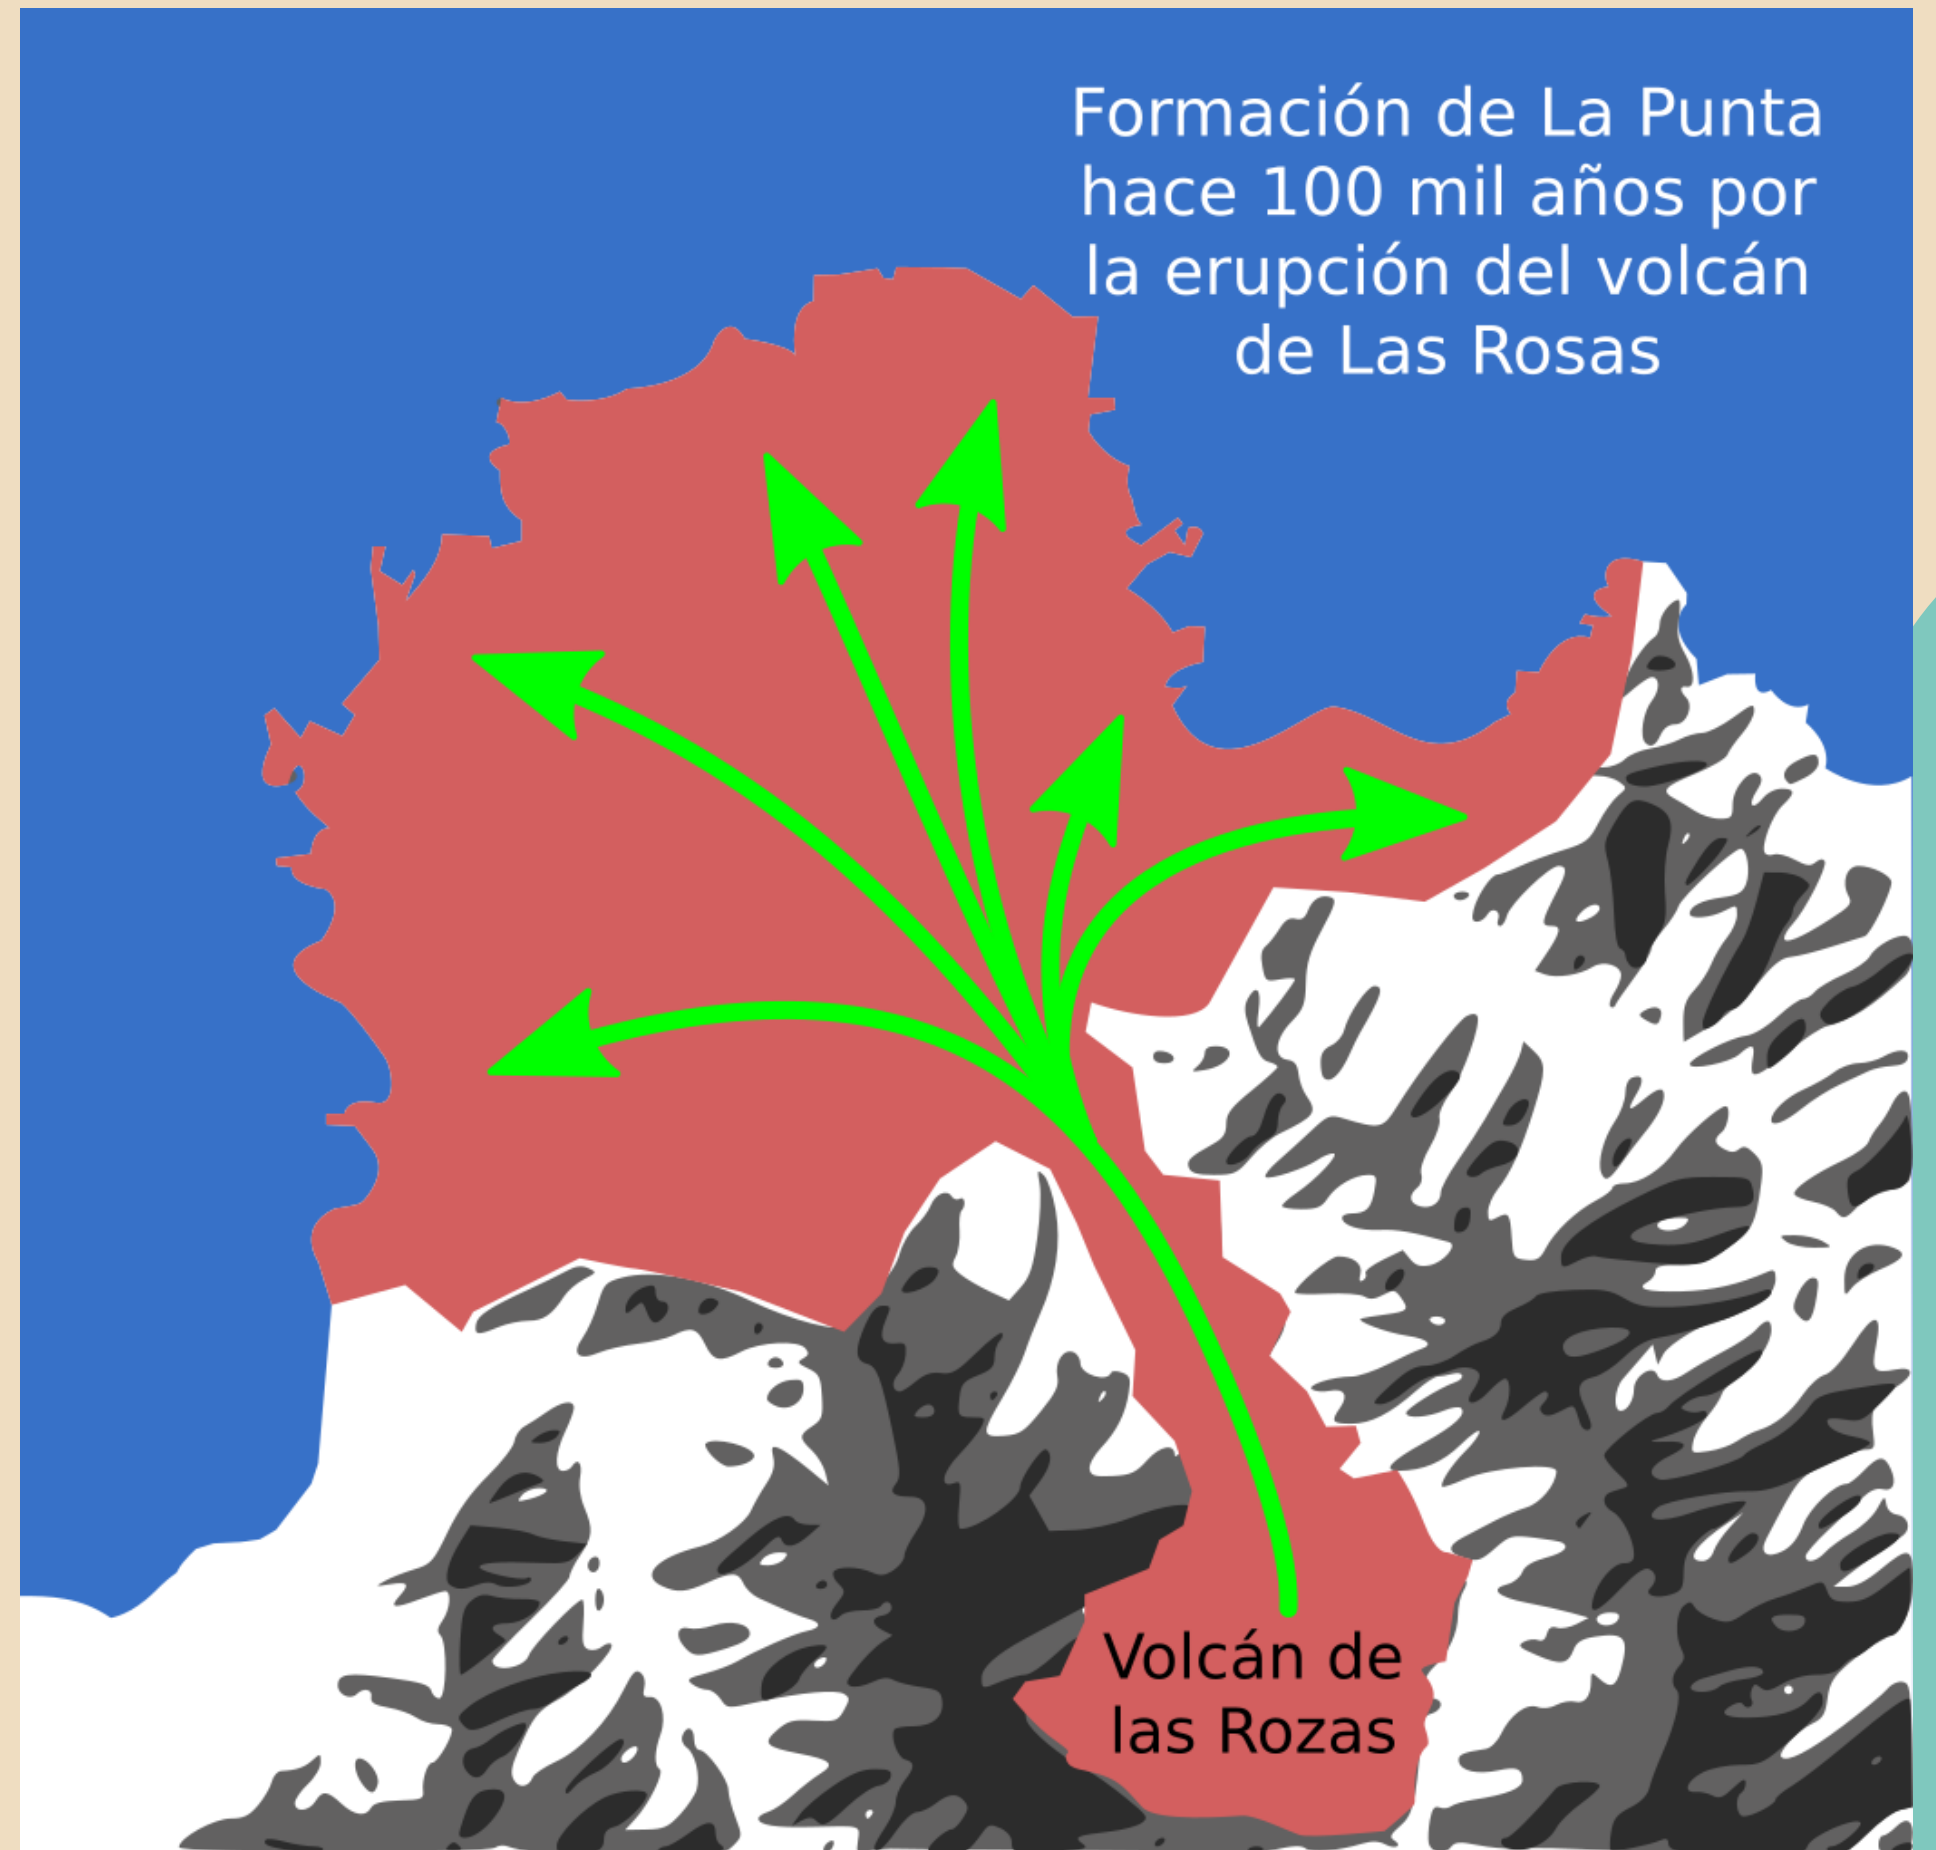 Formación de La Punta
hace 100 mil años por
la erupción del volcán
de Las Rosas
Volcán de
las Rozas